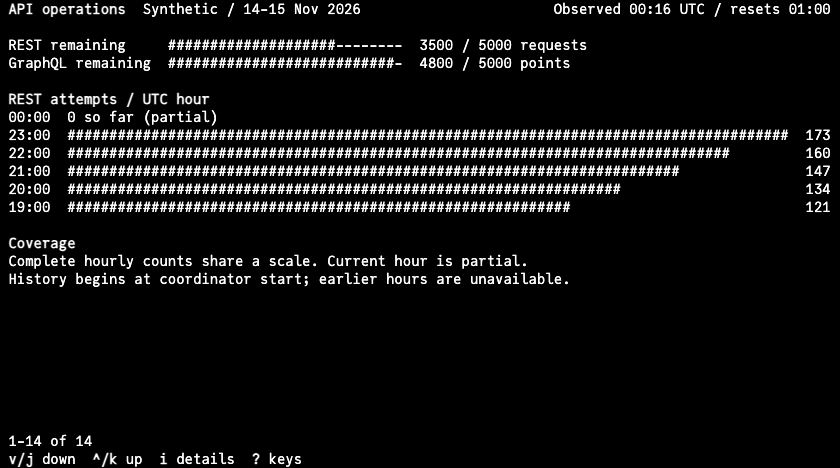 API operations  Synthetic / 14-15 Nov 2026  Observed 00:16 UTC / resets 01:00
REST remaining  ####################--------  3500 / 5000 requests
GraphQL remaining  ###########################-  4800 / 5000 points
REST attempts / UTC hour
00:00  0 so far (partial)
23:00  ######################################################################################  173
22:00  ###############################################################################  160
21:00  #########################################################################  147
20:00  ##################################################################  134
19:00  ############################################################  121
Coverage
Complete hourly counts share a scale. Current hour is partial.
History begins at coordinator start; earlier hours are unavailable.
1-14 of 14
v/j down  ^/k up  i details  ? keys